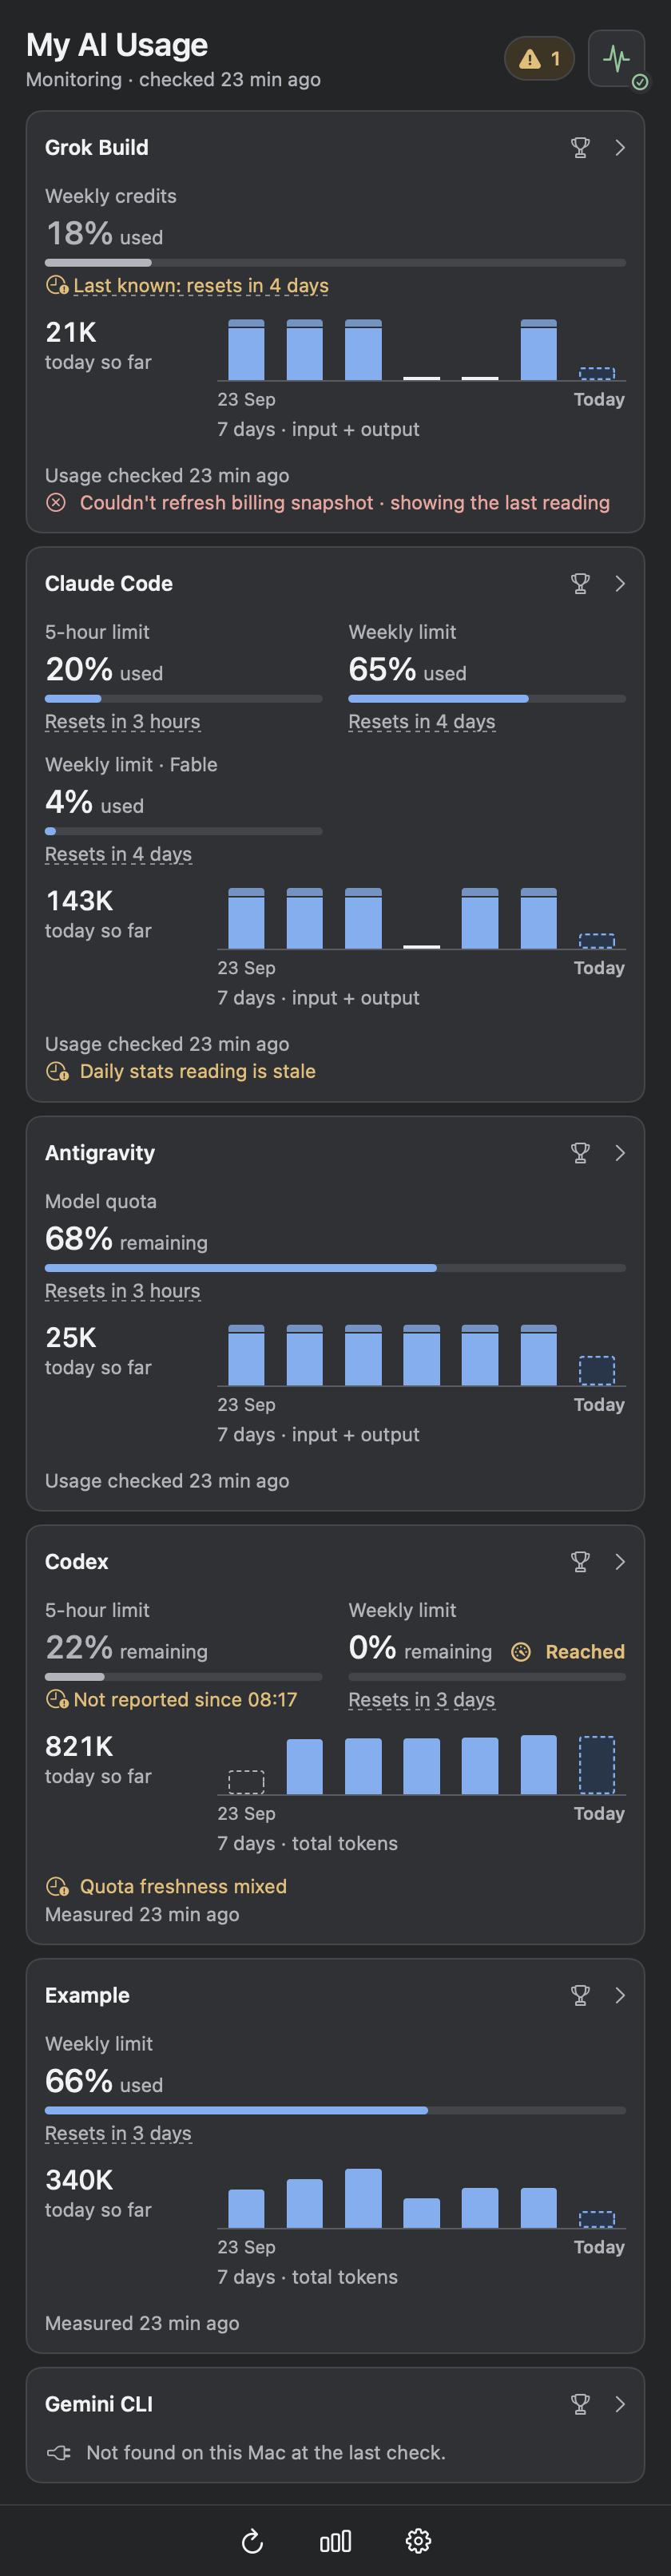 My AI Usage
Monitoring · checked 23 min ago
1
Grok Build
Weekly credits
18% used
Last known: resets in 4 days
21K
today so far
23 Sep
Today
7 days · input + output
Usage checked 23 min ago
Couldn't refresh billing snapshot · showing the last reading
Claude Code
5-hour limit
20% used
Resets in 3 hours
Weekly limit
65% used
Resets in 4 days
Weekly limit · Fable
4% used
Resets in 4 days
143K
today so far
23 Sep
Today
7 days · input + output
Usage checked 23 min ago
Daily stats reading is stale
Antigravity
Model quota
68% remaining
Resets in 3 hours
25K
today so far
23 Sep
Today
7 days · input + output
Usage checked 23 min ago
Codex
5-hour limit
22% remaining
Not reported since 08:17
Weekly limit
0% remaining
Reached
Resets in 3 days
821K
today so far
23 Sep
Today
7 days · total tokens
Quota freshness mixed
Measured 23 min ago
Example
Weekly limit
66% used
Resets in 3 days
340K
today so far
23 Sep
Today
7 days · total tokens
Measured 23 min ago
Gemini CLI
Not found on this Mac at the last check.